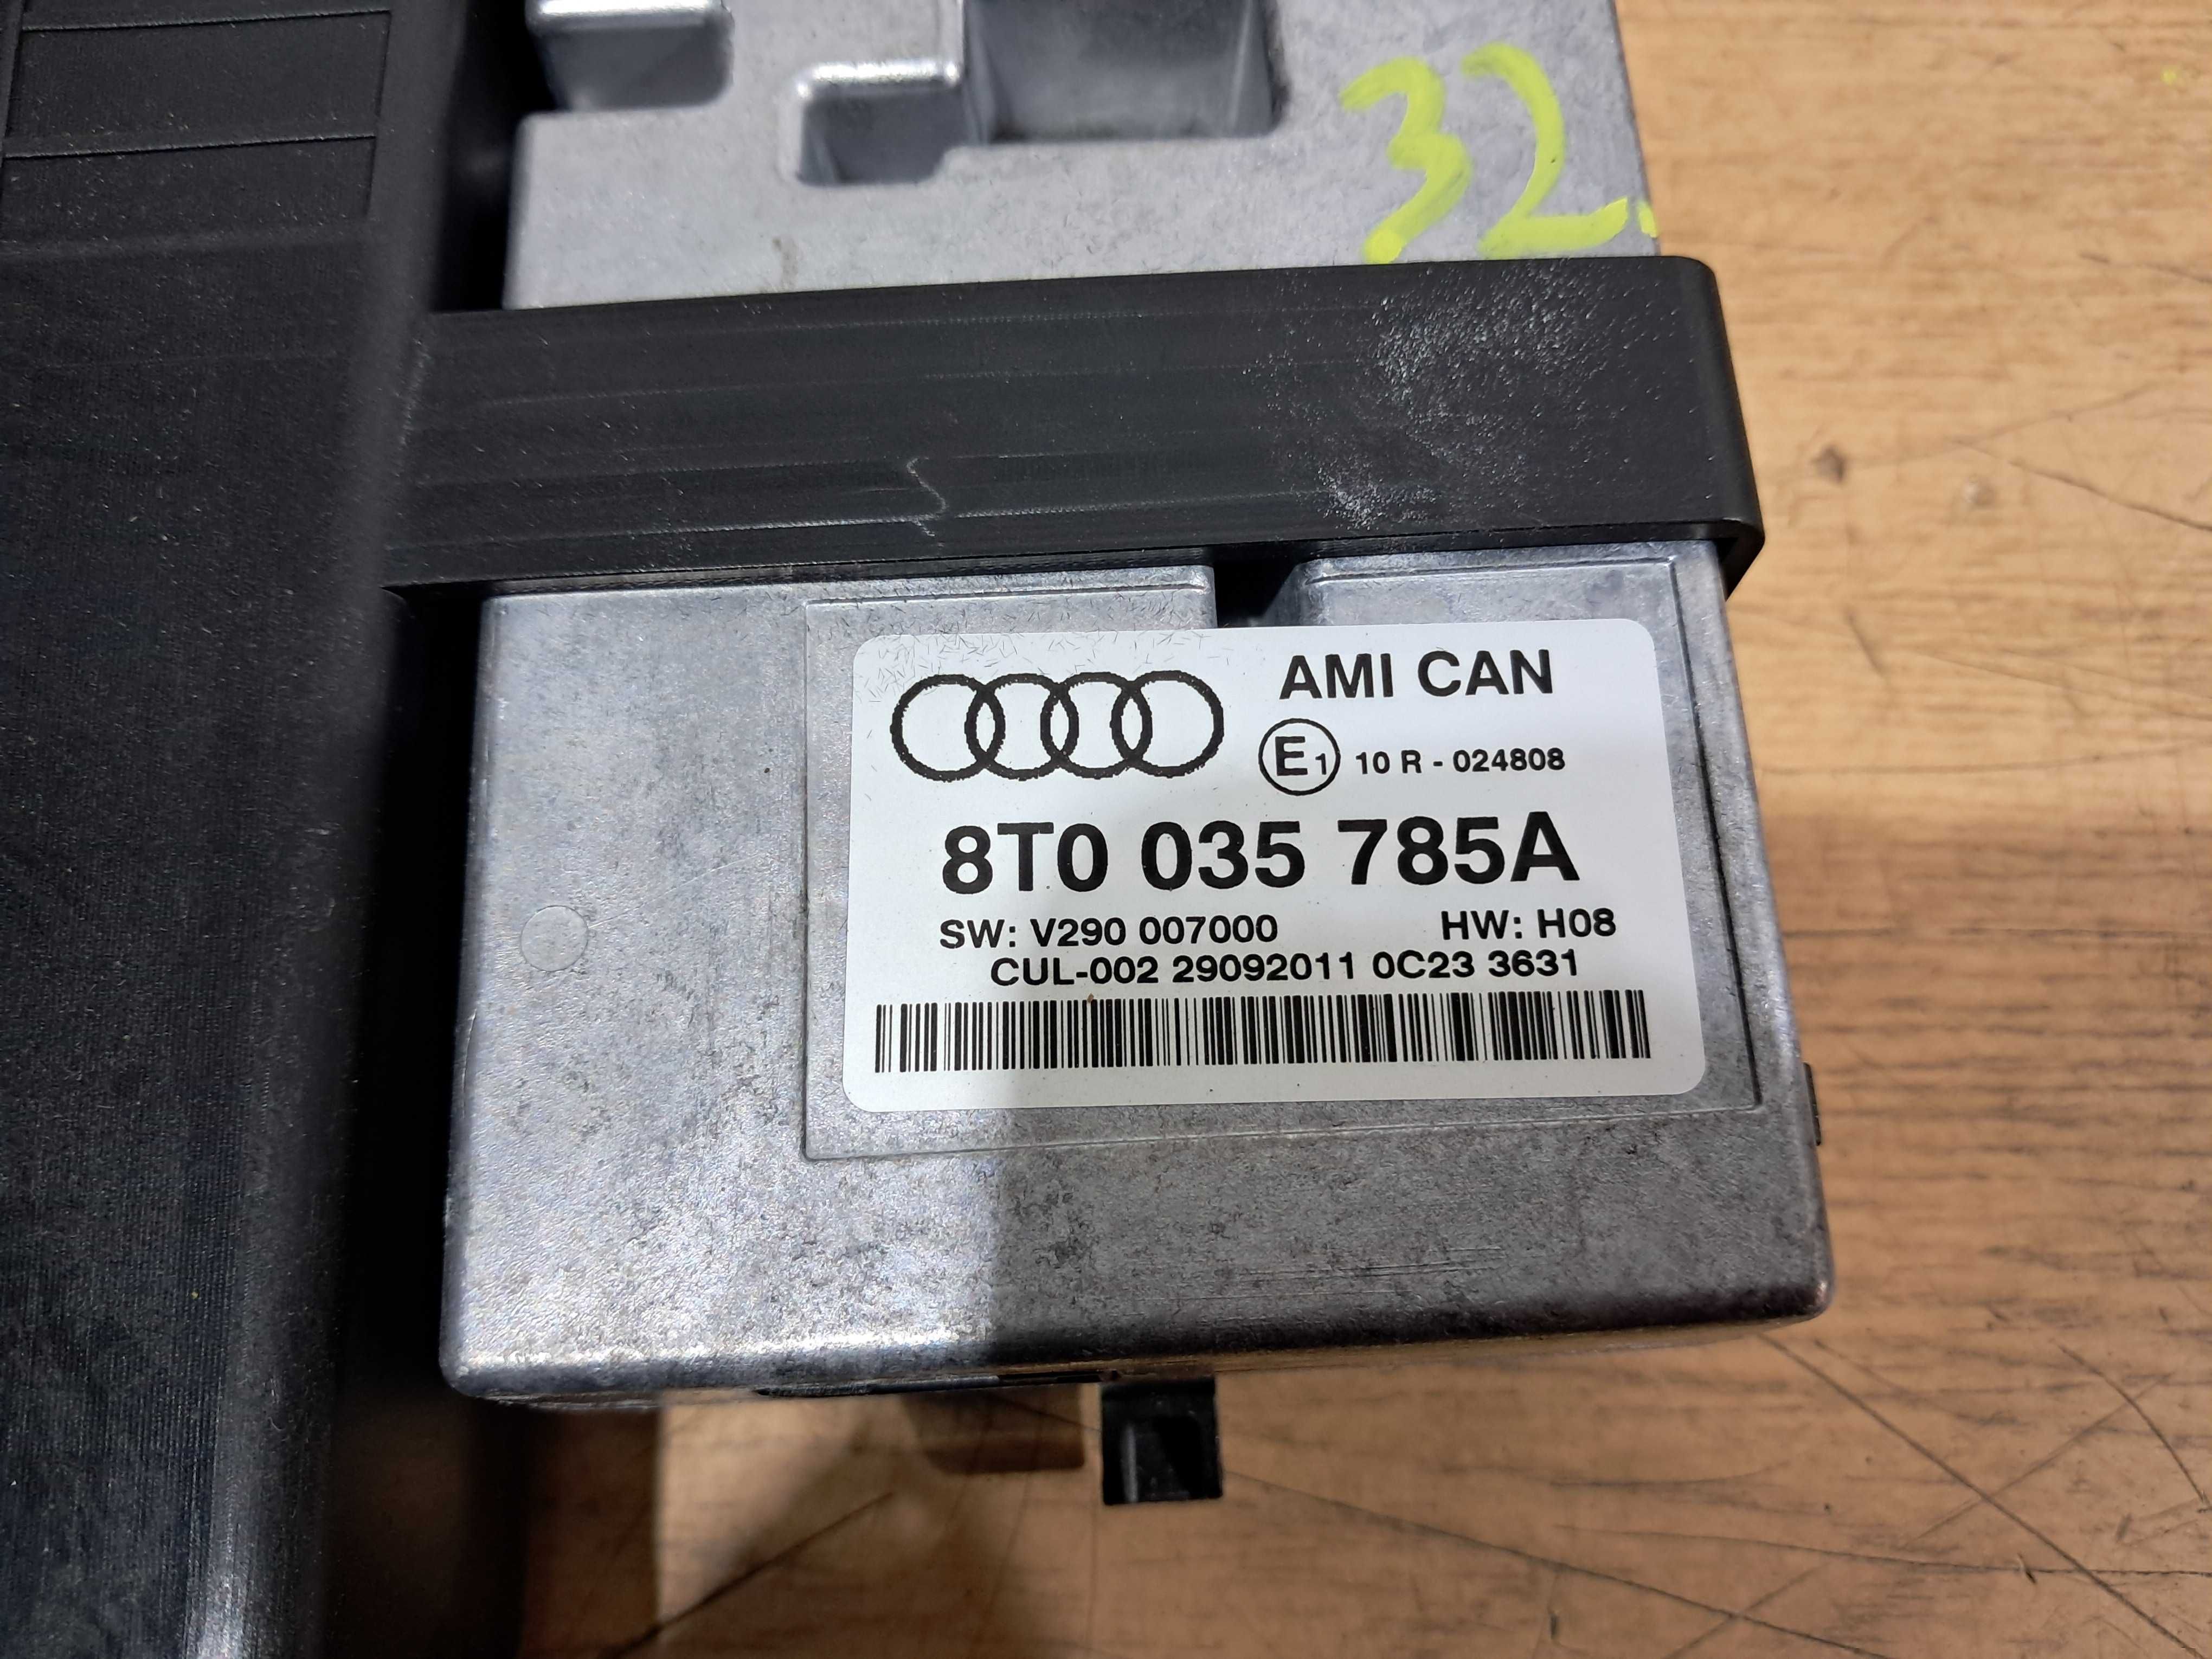 32.
AMI CAN
E1 10 R - 024808
8T0 035 785A
SW: V290 007000 HW: H08
CUL-002 29092011 0C23 3631